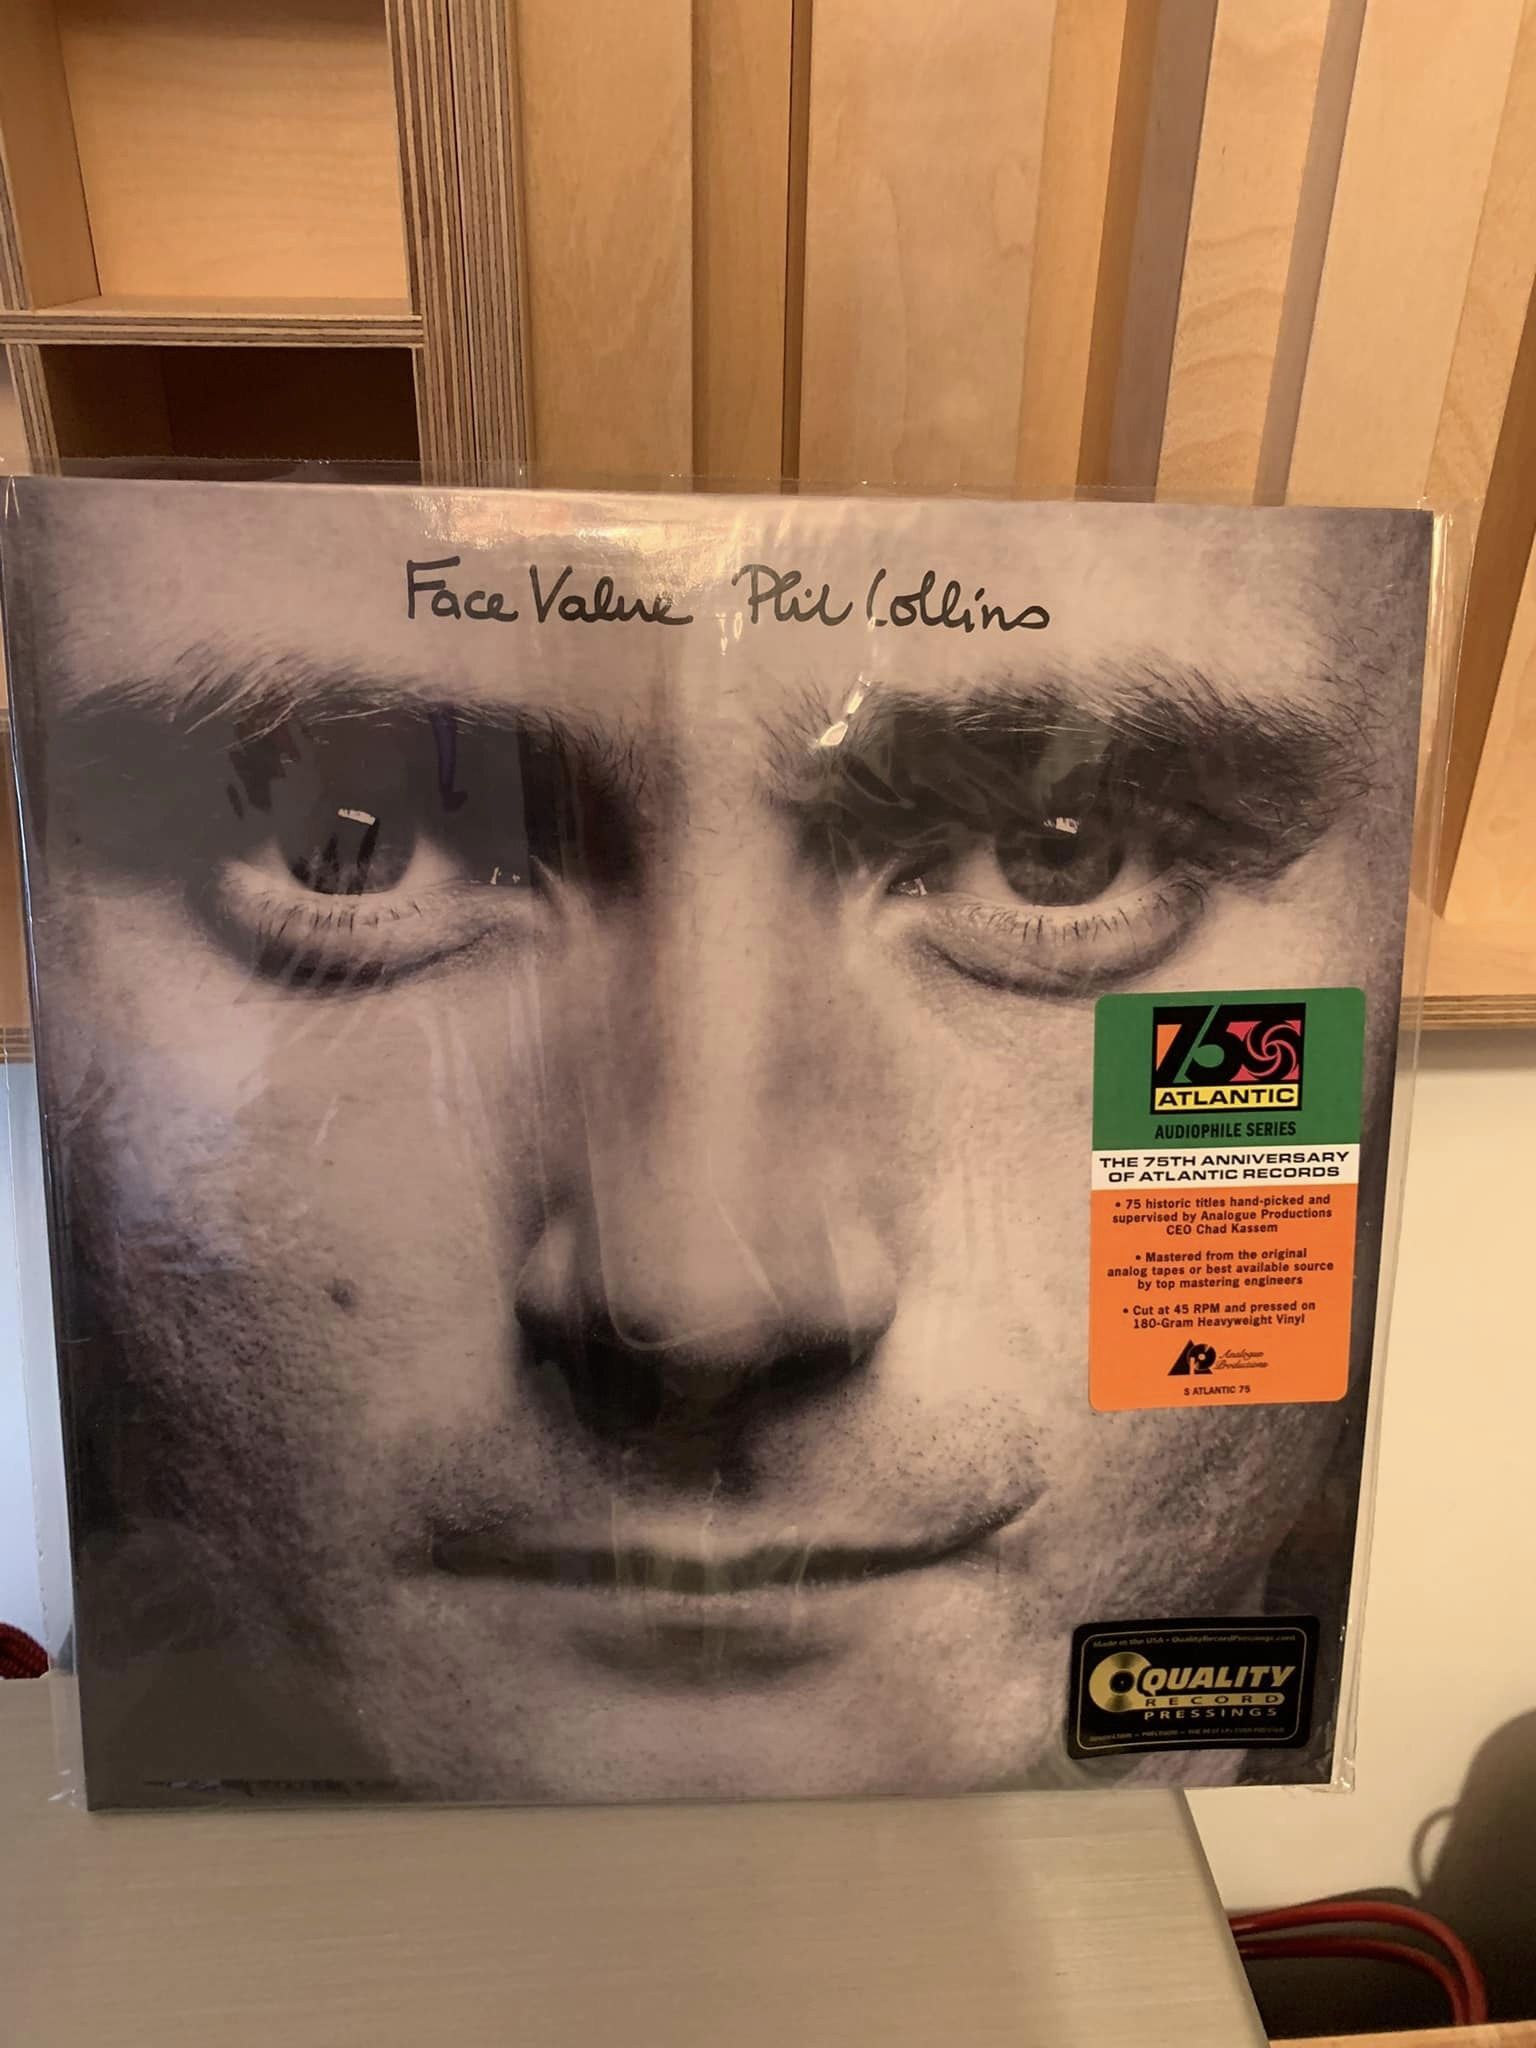 Face Value Phil Collins
75
ATLANTIC
AUDIOPHILE SERIES
THE 75TH ANNIVERSARY
OF ATLANTIC RECORDS
• 75 historic titles hand-picked and
supervised by Analogue Productions
CEO Chad Kassem
• Mastered from the original
analog tapes or best available source
by top mastering engineers
• Cut at 45 RPM and pressed on
180-Gram Heavyweight Vinyl
Analogue
Productions
S ATLANTIC 75
Made in the USA • QualityRecordPressings.com
QUALITY
RECORD
PRESSINGS